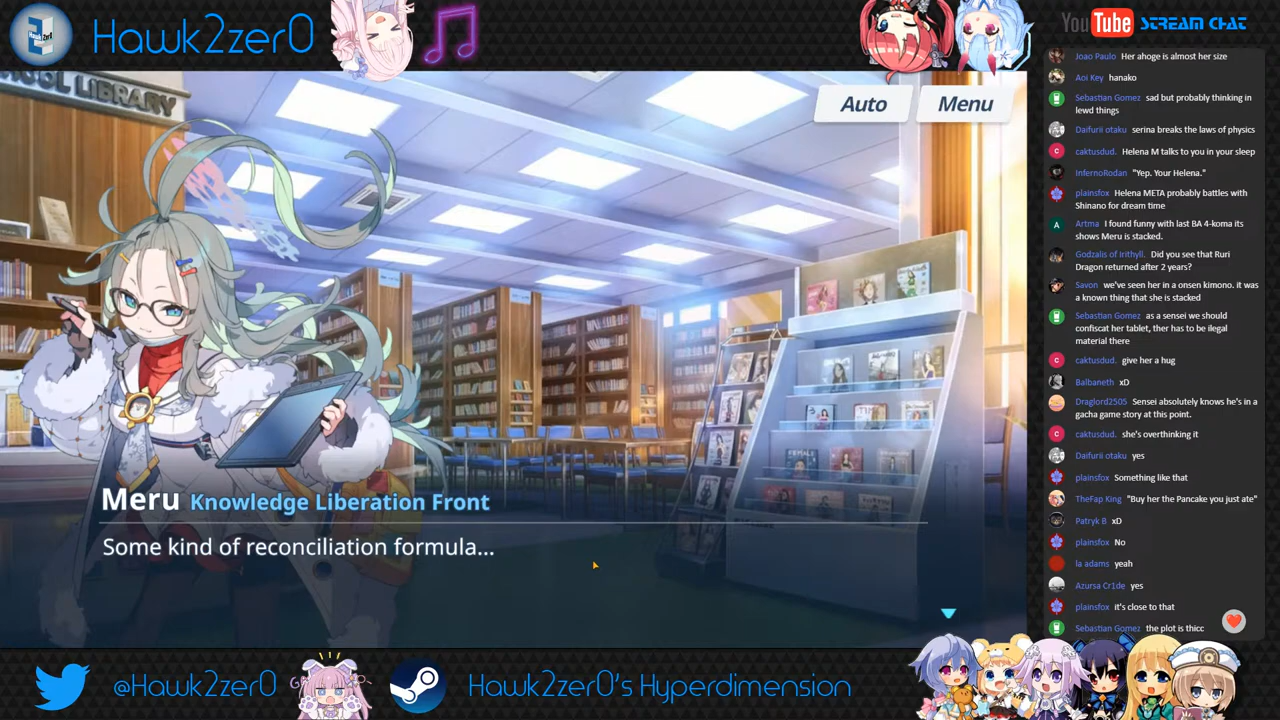 Hawk2zer0
YouTube STREAM CHAT
SCHOOL LIBRARY
Auto
Menu
Meru Knowledge Liberation Front
Some kind of reconciliation formula...
Joao Paulo Her ahoge is almost her size
Aoi Key hanako
Sebastian Gomez sad but probably thinking in
lewd things
Daifurii otaku serina breaks the laws of physics
caktusdud. Helena M talks to you in your sleep
InfernoRodan "Yep. Your Helena."
plainsfox Helena META probably battles with
Shinano for dream time
Artma I found funny with last BA 4-koma its
shows Meru is stacked.
Godzalis of Irithyll. Did you see that Ruri
Dragon returned after 2 years?
Savon we've seen her in a onsen kimono. it was
a known thing that she is stacked
Sebastian Gomez as a sensei we should
confiscat her tablet, ther has to be ilegal
material there
caktusdud. give her a hug
Balbaneth xD
Draglord2505 Sensei absolutely knows he's in a
gacha game story at this point.
caktusdud. she's overthinking it
Daifurii otaku yes
plainsfox Something like that
TheFap King "Buy her the Pancake you just ate"
Patryk B xD
plainsfox No
la adams yeah
Azursa Cr1de yes
plainsfox it's close to that
Sebastian Gomez the plot is thicc
@Hawk2zer0
Hawk2zer0's Hyperdimension